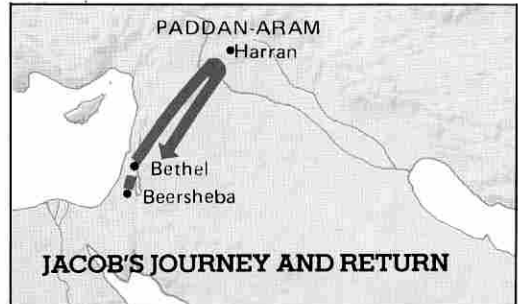 PADDAN-ARAM
Harran
Bethel
Beersheba
JACOB'S JOURNEY AND RETURN